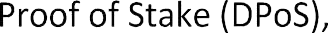 Proof of Stake (DPoS),